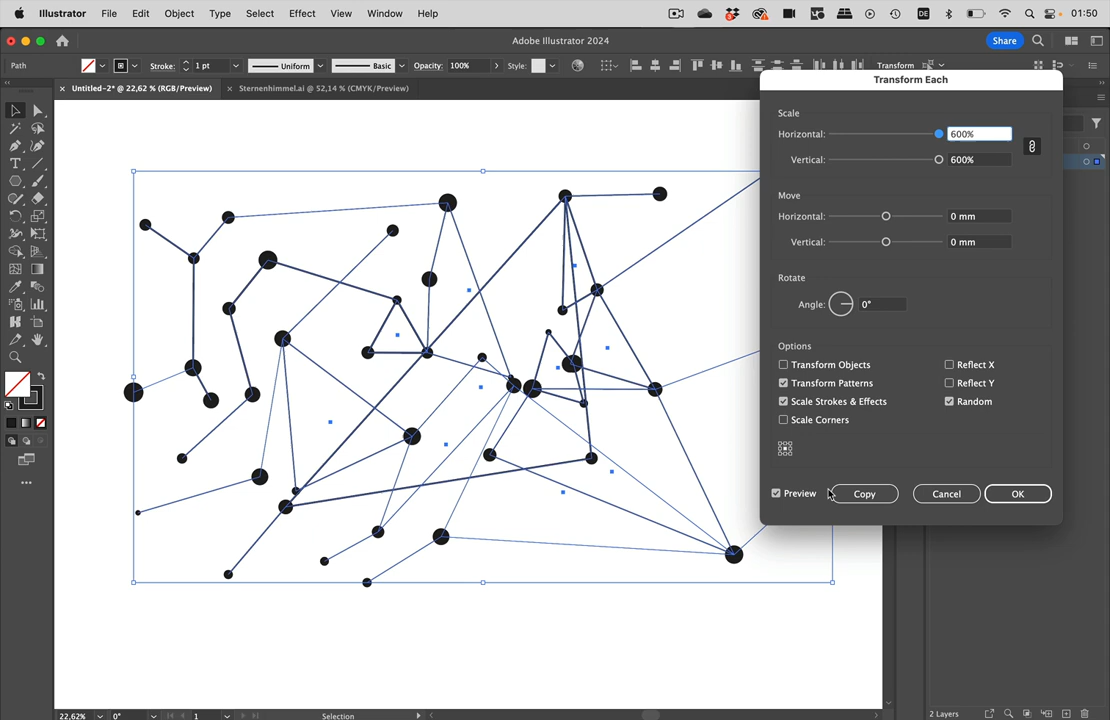 Illustrator File Edit Object Type Select Effect View Window Help DE 01:50
Adobe Illustrator 2024 Share
Path Stroke: 1 pt Uniform Basic Opacity: 100% Style: Transform
× Untitled-2* @ 22,62 % (RGB/Preview) × Sternenhimmel.ai @ 52,14 % (CMYK/Preview)
Transform Each
Scale
Horizontal: 600%
Vertical: 600%
Move
Horizontal: 0 mm
Vertical: 0 mm
Rotate
Angle: 0°
Options
Transform Objects Reflect X
Transform Patterns Reflect Y
Scale Strokes & Effects Random
Scale Corners
Preview Copy Cancel OK
22,62% 0° 1 Selection 2 Layers